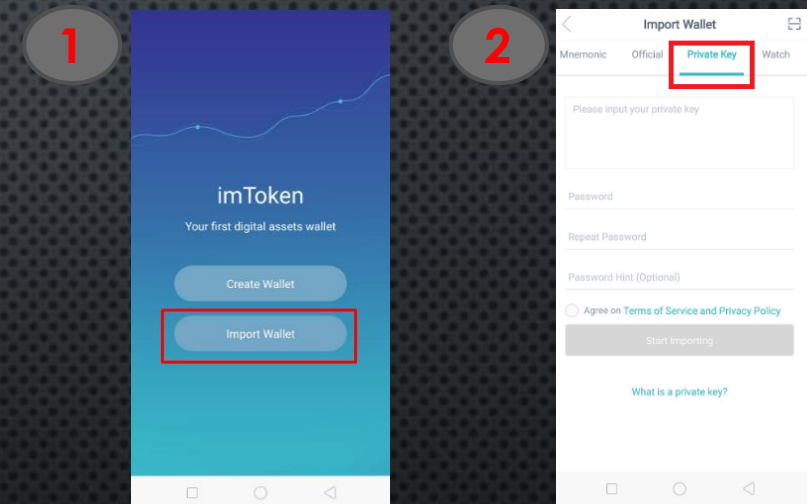 1
imToken
Your first digital assets wallet
Create Wallet
Import Wallet
2
Import Wallet
Mnemonic Official Private Key Watch
Please input your private key
Password
Repeat Password
Password Hint (Optional)
Agree on Terms of Service and Privacy Policy
Start Importing
What is a private key?